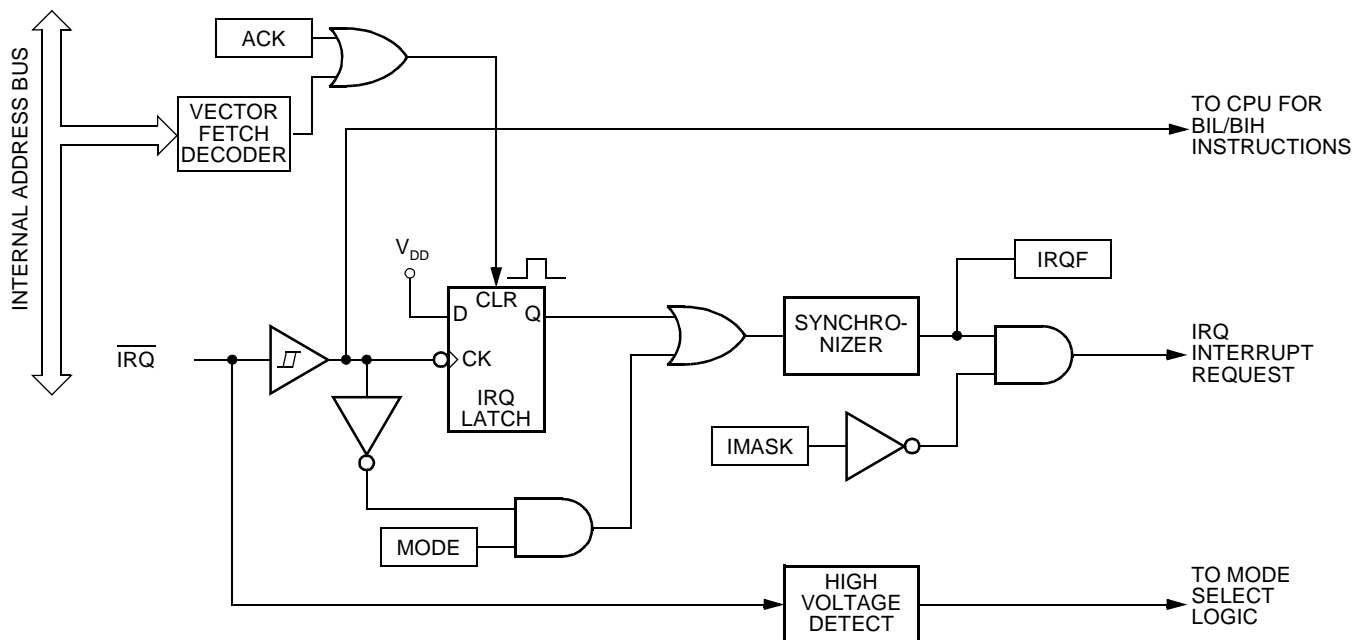 INTERNAL ADDRESS BUS
ACK
VECTOR
FETCH
DECODER
TO CPU FOR
BIL/BIH
INSTRUCTIONS
VDD
IRQF
CLR
D
Q
CK
IRQ
LATCH
SYNCHRO-
NIZER
IRQ
INTERRUPT
REQUEST
IRQ
IMASK
MODE
HIGH
VOLTAGE
DETECT
TO MODE
SELECT
LOGIC